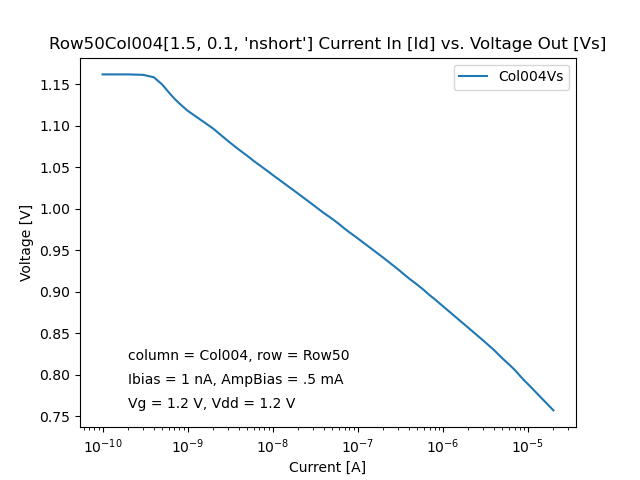 Row50Col004[1.5, 0.1, 'nshort'] Current In [Id] vs. Voltage Out [Vs]
Col004Vs
1.15
1.10
1.05
1.00
0.95
0.90
0.85
0.80
0.75
Voltage [V]
column = Col004, row = Row50
Ibias = 1 nA, AmpBias = .5 mA
Vg = 1.2 V, Vdd = 1.2 V
10⁻¹⁰ 10⁻⁹ 10⁻⁸ 10⁻⁷ 10⁻⁶ 10⁻⁵
Current [A]